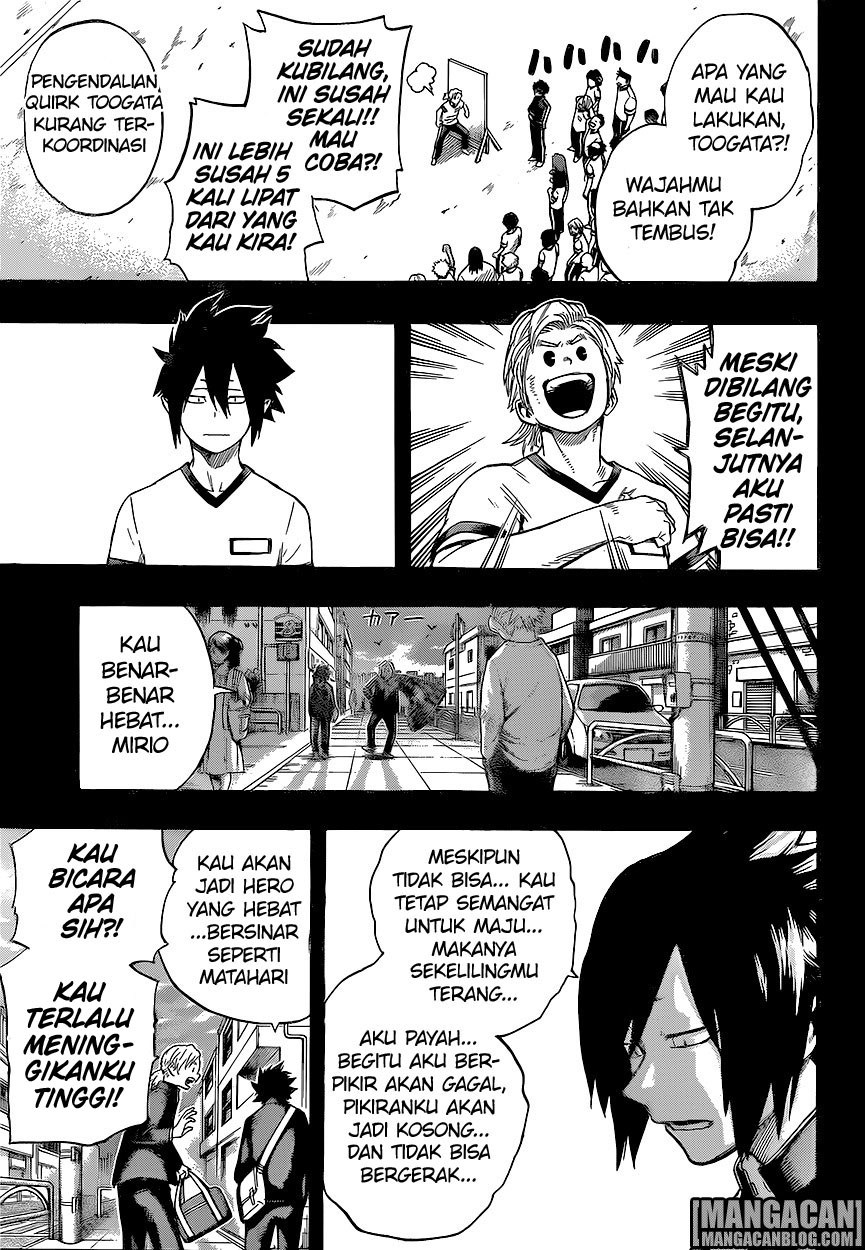 APA YANG
MAU KAU
LAKUKAN,
TOOGATA?!
WAJAHMU
BAHKAN TAK
TEMBUS!
SUDAH
KUBILANG,
INI SUSAH
SEKALI!!
MAU
COBA?!
INI LEBIH
SUSAH 5
KALI LIPAT
DARI YANG
KAU KIRA!
PENGENDALIAN
QUIRK TOOGATA
KURANG TER-
KOORDINASI
MESKI
DIBILANG
BEGITU,
SELAN-
JUTNYA
AKU
PASTI
BISA!!
カアー
KAU
BENAR-
BENAR
HEBAT...
MIRIO
MESKIPUN
TIDAK BISA... KAU
TETAP SEMANGAT
UNTUK MAJU...
MAKANYA
SEKELILINGMU
TERANG...
AKU PAYAH...
BEGITU AKU BER-
PIKIR AKAN GAGAL,
PIKIRANKU AKAN
JADI KOSONG...
DAN TIDAK BISA
BERGERAK...
KAU AKAN
JADI HERO
YANG HEBAT
...BERSINAR
SEPERTI
MATAHARI
KAU
BICARA
APA
SIH?!
KAU
TERLALU
MENING-
GIKANKU
TINGGI!
[MANGACAN]
MANGACANBLOG.COM